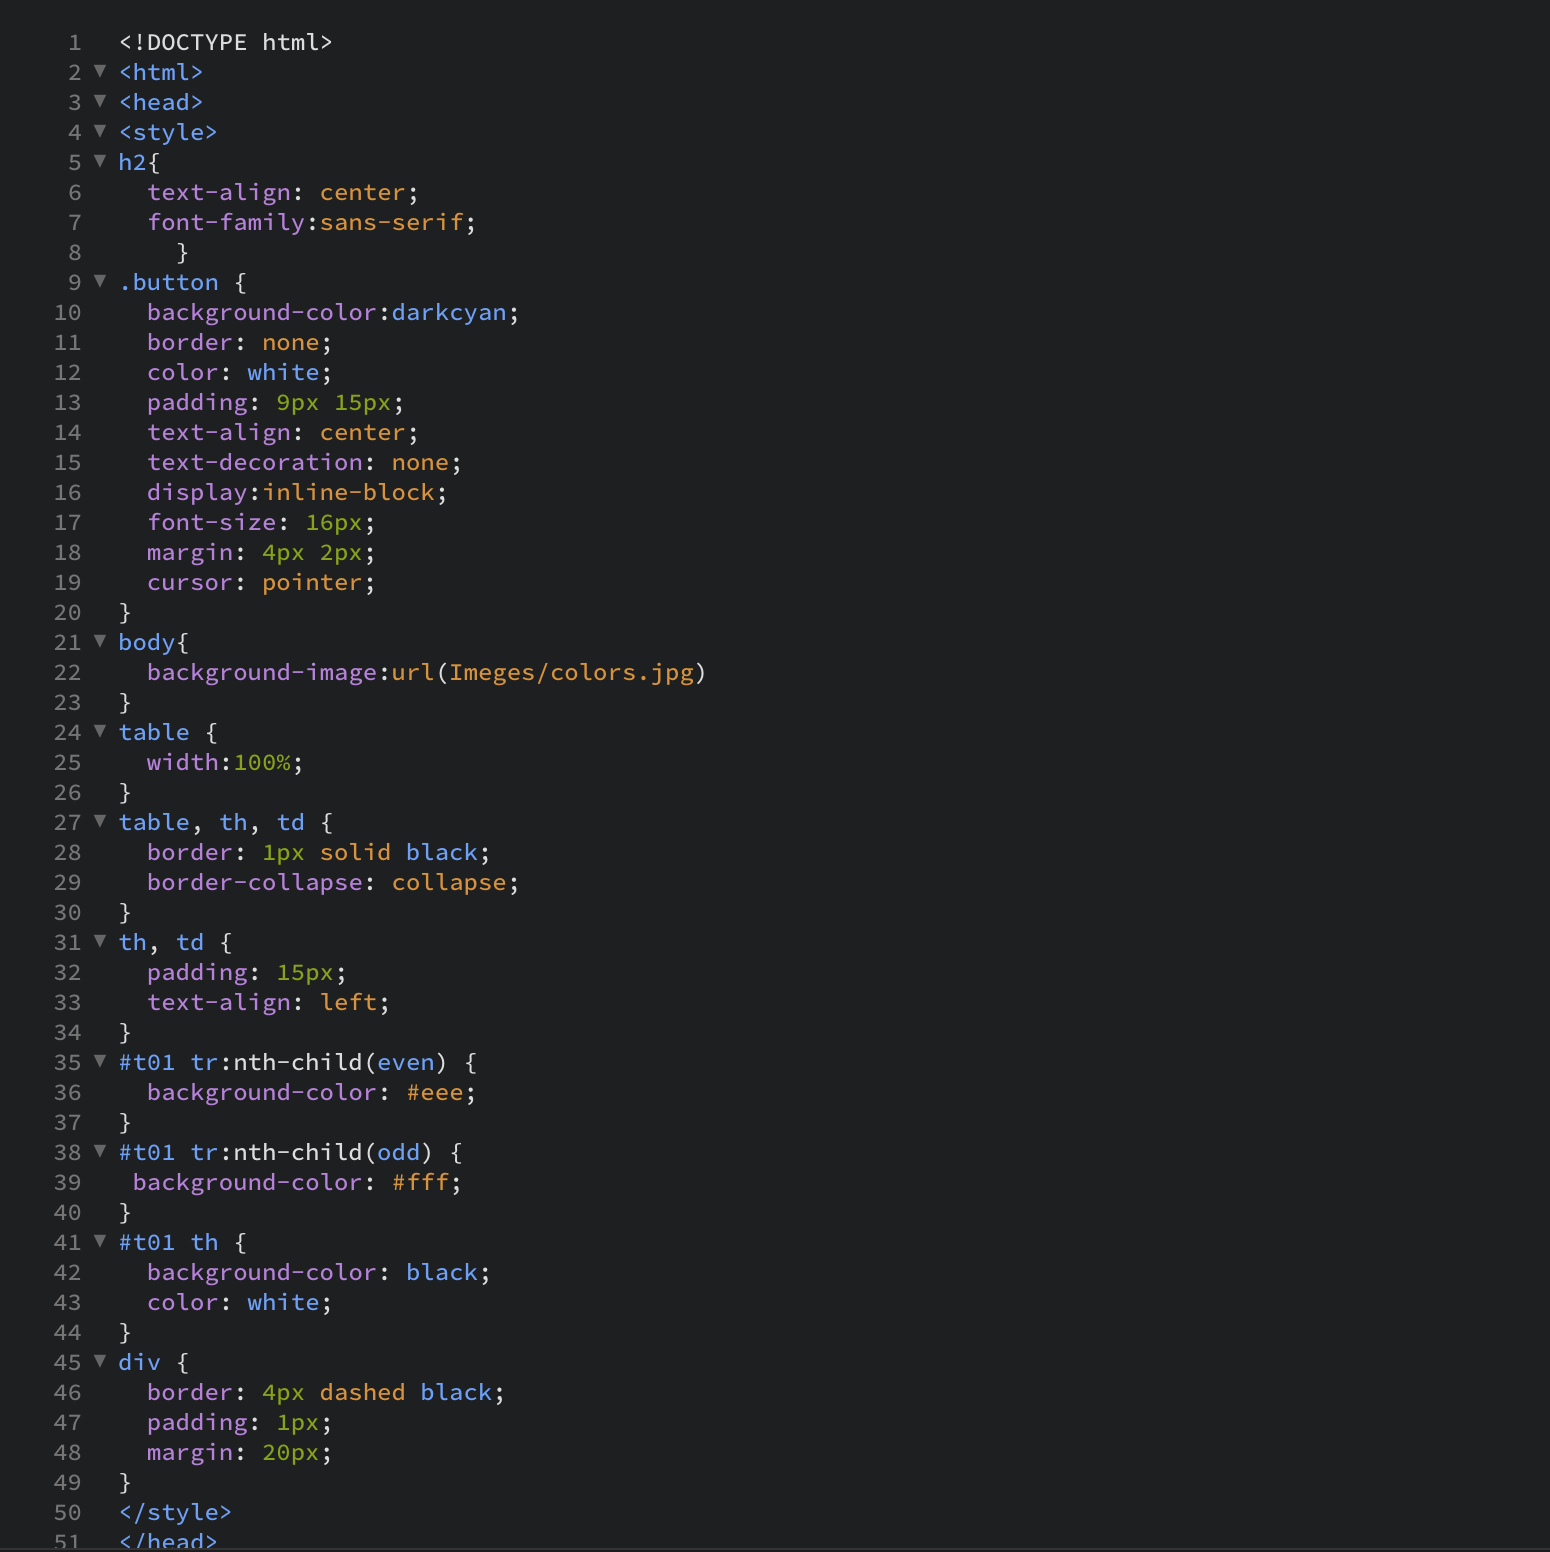 1 <!DOCTYPE html>
2 ▼ <html>
3 ▼ <head>
4 ▼ <style>
5 ▼ h2{
6   text-align: center;
7   font-family:sans-serif;
8     }
9 ▼ .button {
10   background-color:darkcyan;
11   border: none;
12   color: white;
13   padding: 9px 15px;
14   text-align: center;
15   text-decoration: none;
16   display:inline-block;
17   font-size: 16px;
18   margin: 4px 2px;
19   cursor: pointer;
20 }
21 ▼ body{
22   background-image:url(Imeges/colors.jpg)
23 }
24 ▼ table {
25   width:100%;
26 }
27 ▼ table, th, td {
28   border: 1px solid black;
29   border-collapse: collapse;
30 }
31 ▼ th, td {
32   padding: 15px;
33   text-align: left;
34 }
35 ▼ #t01 tr:nth-child(even) {
36   background-color: #eee;
37 }
38 ▼ #t01 tr:nth-child(odd) {
39  background-color: #fff;
40 }
41 ▼ #t01 th {
42   background-color: black;
43   color: white;
44 }
45 ▼ div {
46   border: 4px dashed black;
47   padding: 1px;
48   margin: 20px;
49 }
50 </style>
51 </head>